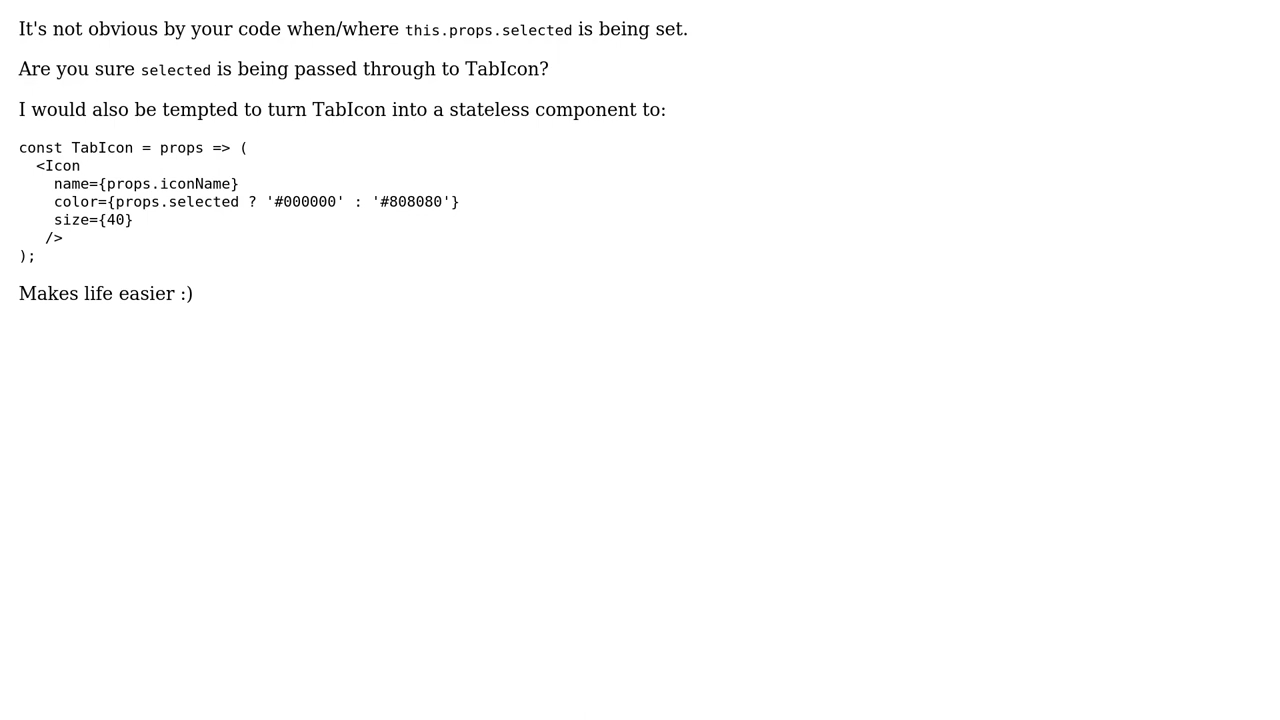 It's not obvious by your code when/where this.props.selected is being set.
Are you sure selected is being passed through to TabIcon?
I would also be tempted to turn TabIcon into a stateless component to:
const TabIcon = props => (
  <Icon
    name={props.iconName}
    color={props.selected ? '#000000' : '#808080'}
    size={40}
   />
);
Makes life easier :)